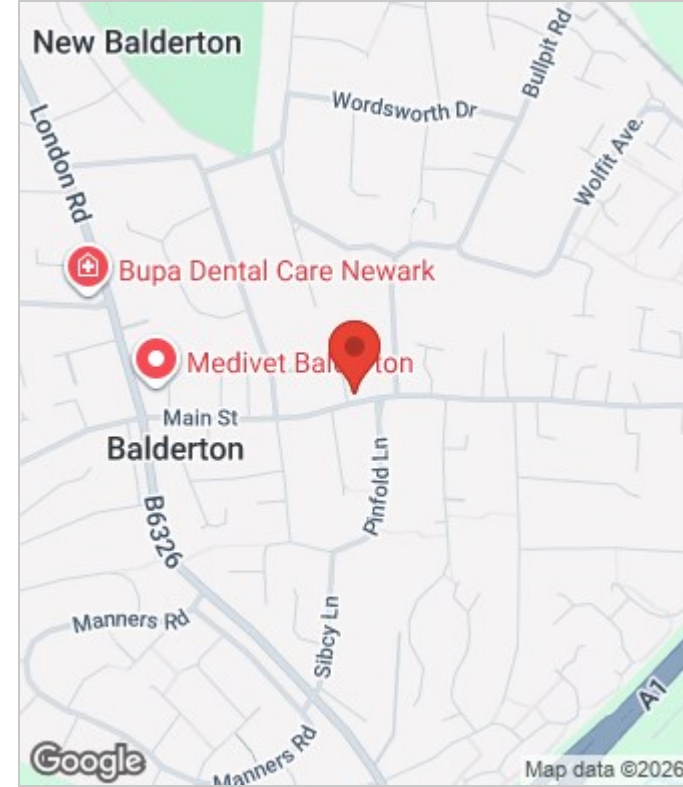 New Balderton
Bullpit Rd
Wordsworth Dr
London Rd
Wolfit Ave.
Bupa Dental Care Newark
Medivet Bal ton
Main St
Balderton
Pinfold Ln
B6326
Manners Rd
Sibcy Ln
A1
Manners Rd
Google
Map data ©2026